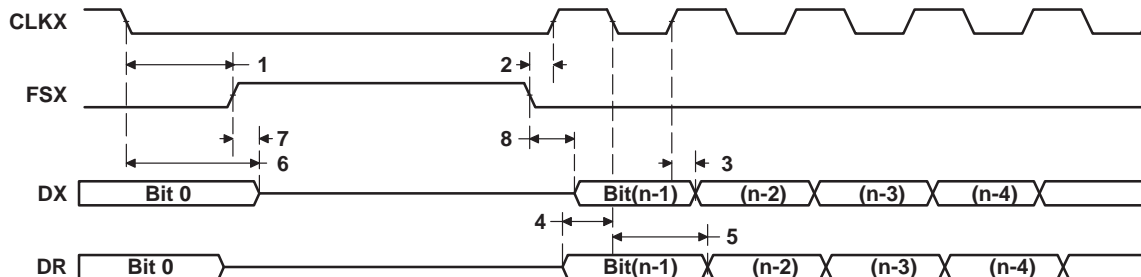 CLKX
1 2
FSX
7 8
6 3
DX Bit 0 Bit(n-1) (n-2) (n-3) (n-4)
4 5
DR Bit 0 Bit(n-1) (n-2) (n-3) (n-4)